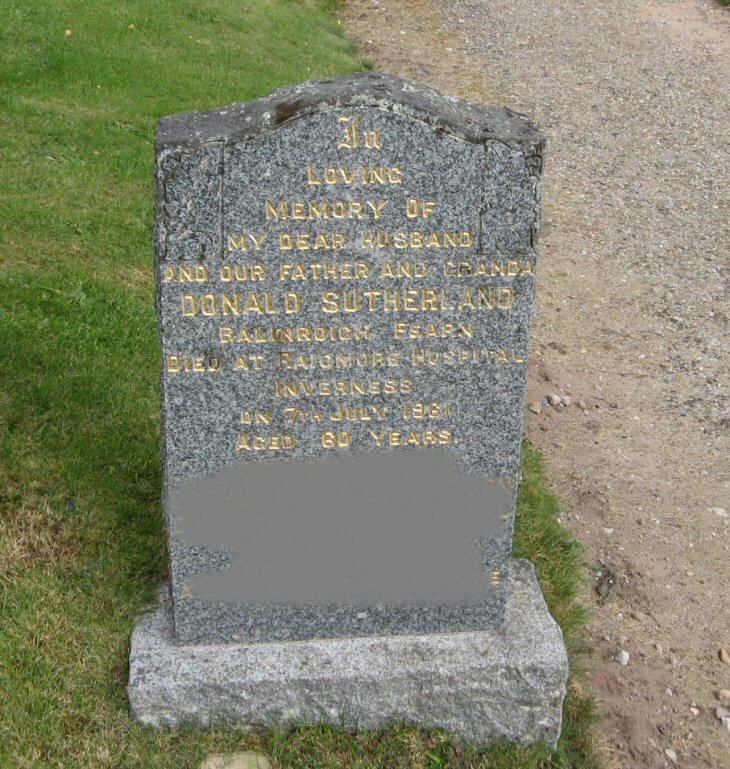 In
LOVING
MEMORY OF
MY DEAR HUSBAND
AND OUR FATHER AND GRANDA
DONALD SUTHERLAND
BALINROICH FEARN
DIED AT RAIGMORE HOSPITAL
INVERNESS
ON 7TH JULY 1961
AGED 60 YEARS.